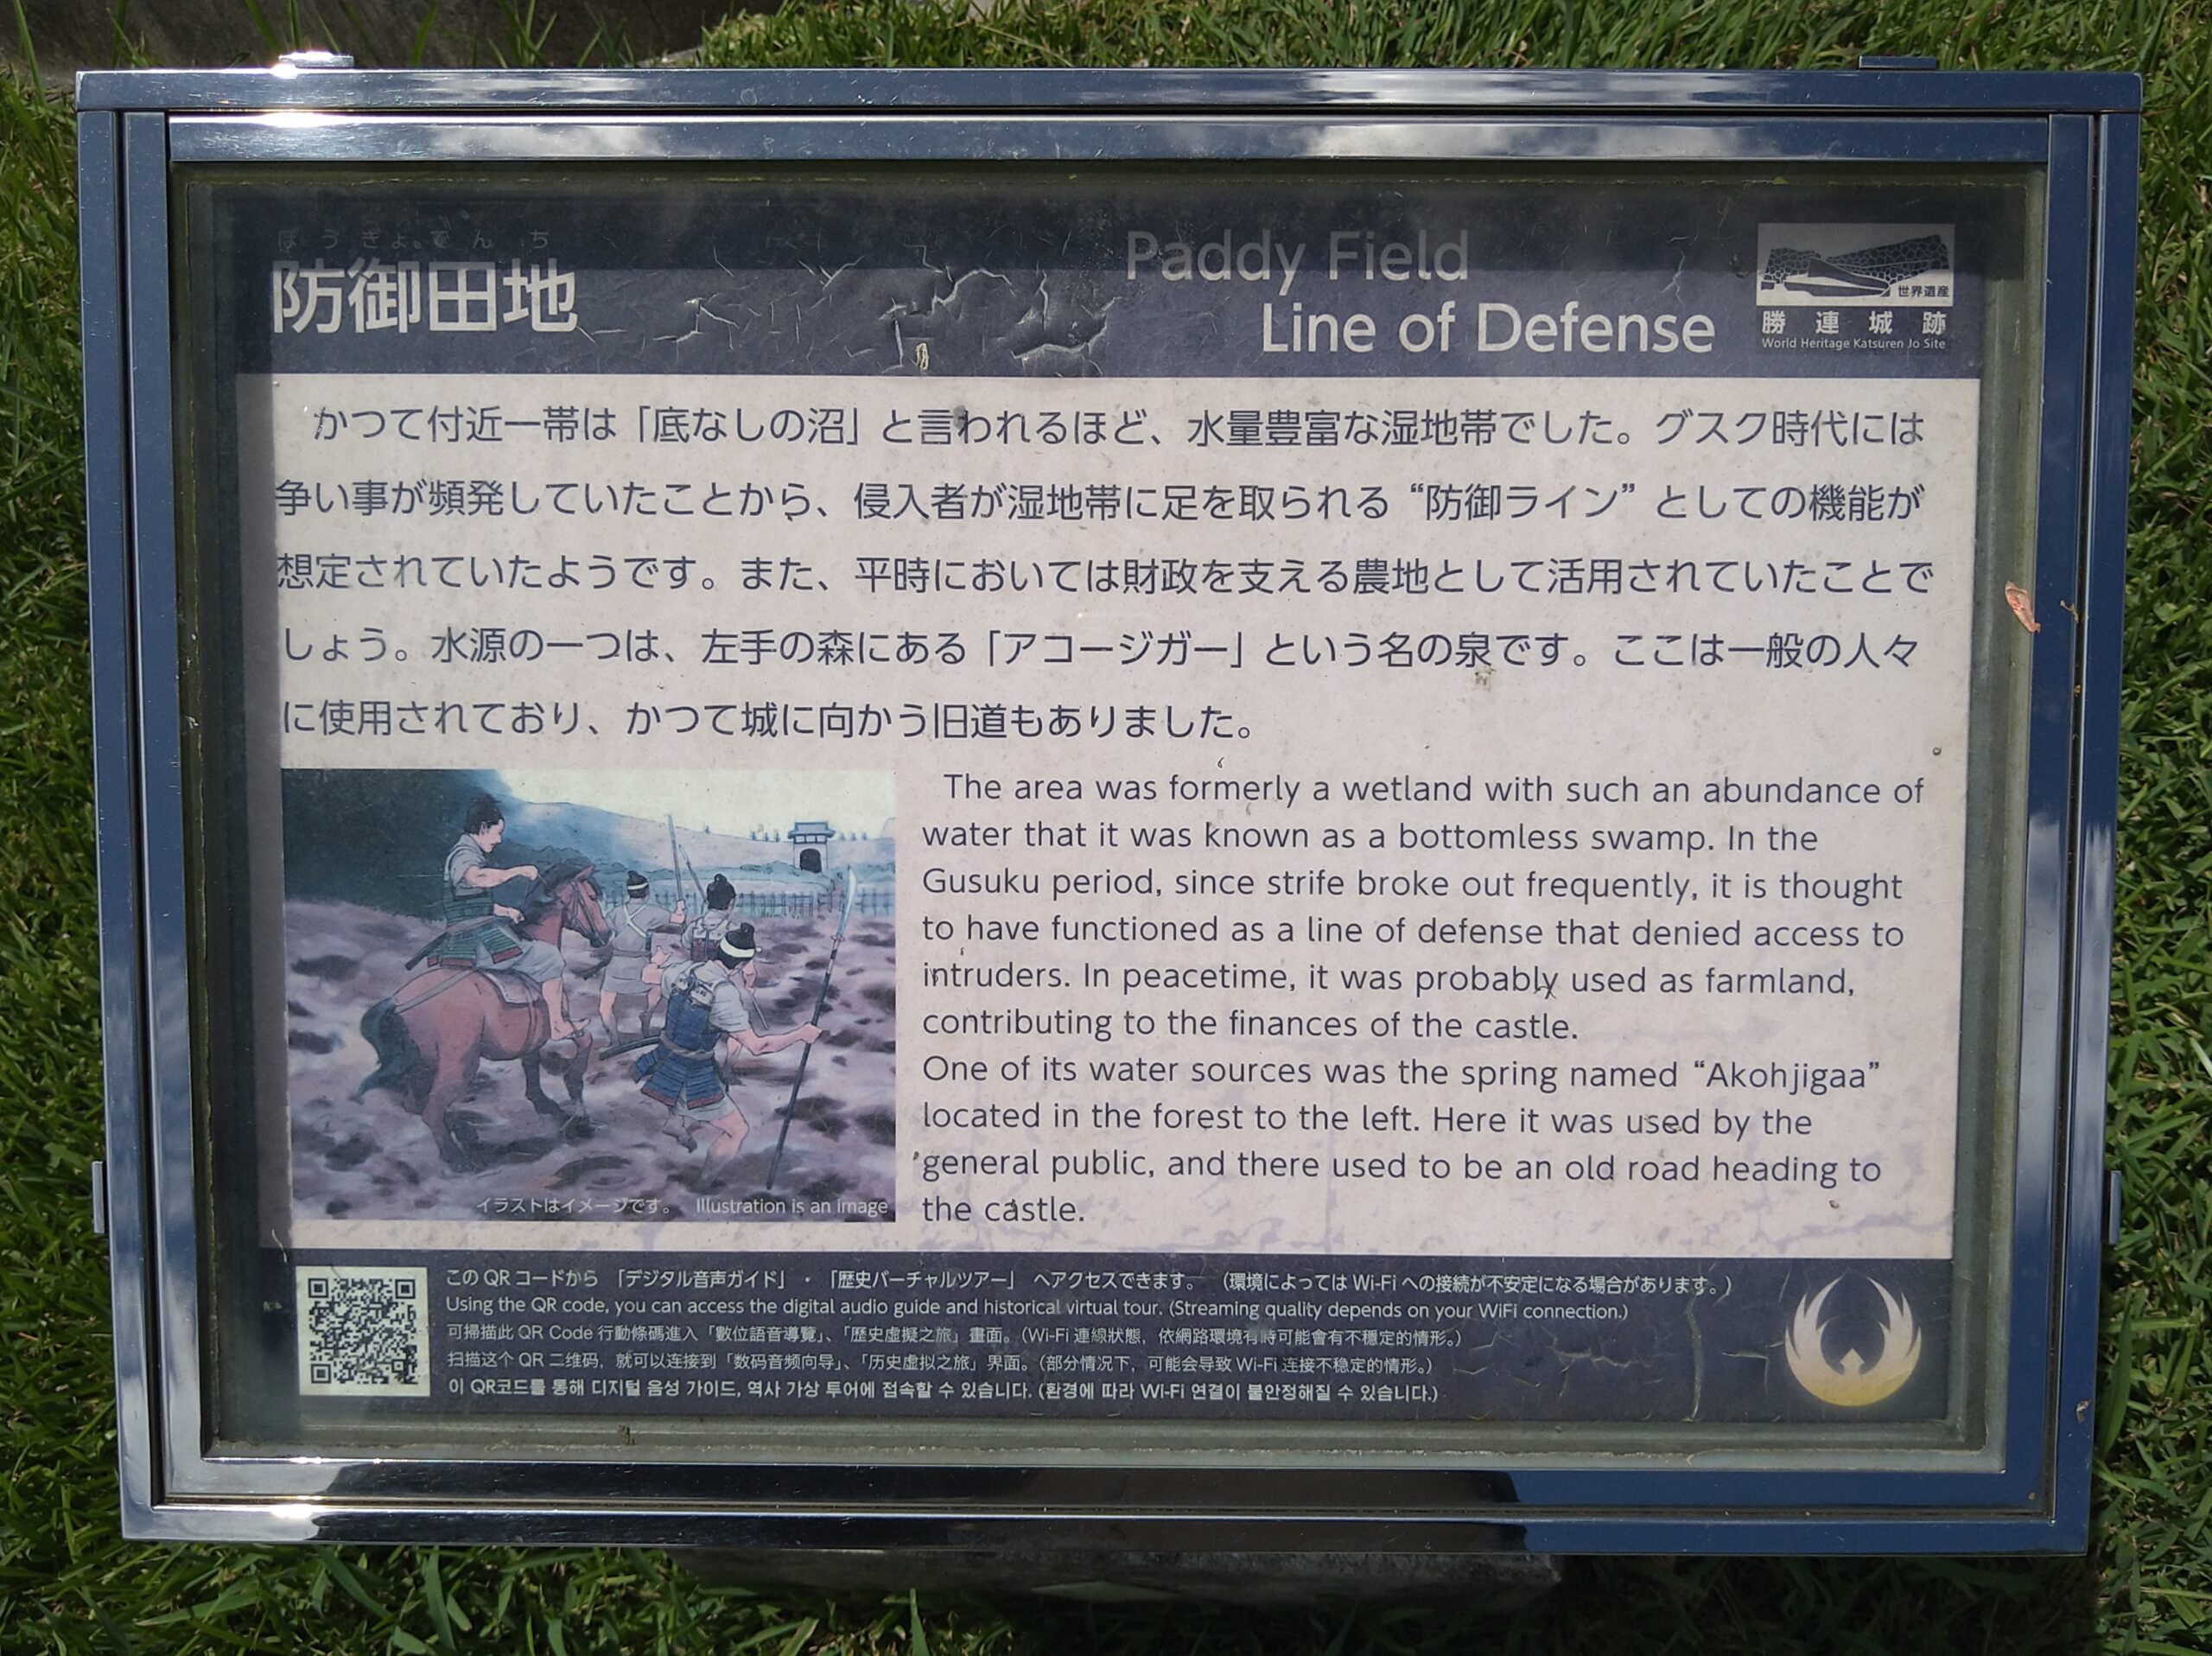 ぼうぎょでんち
防御田地
Paddy Field
Line of Defense
世界遺産
勝連城跡
World Heritage Katsuren Jo Site
かつて付近一帯は「底なしの沼」と言われるほど、水量豊富な湿地帯でした。グスク時代には
争い事が頻発していたことから、侵入者が湿地帯に足を取られる“防御ライン”としての機能が
想定されていたようです。また、平時においては財政を支える農地として活用されていたことで
しょう。水源の一つは、左手の森にある「アコージガー」という名の泉です。ここは一般の人々
に使用されており、かつて城に向かう旧道もありました。
The area was formerly a wetland with such an abundance of
water that it was known as a bottomless swamp. In the
Gusuku period, since strife broke out frequently, it is thought
to have functioned as a line of defense that denied access to
intruders. In peacetime, it was probably used as farmland,
contributing to the finances of the castle.
One of its water sources was the spring named “Akohjigaa”
located in the forest to the left. Here it was used by the
general public, and there used to be an old road heading to
the castle.
イラストはイメージです。 Illustration is an image
このQRコードから「デジタル音声ガイド」・「歴史バーチャルツアー」へアクセスできます。（環境によってはWi-Fiへの接続が不安定になる場合があります。）
Using the QR code, you can access the digital audio guide and historical virtual tour. (Streaming quality depends on your WiFi connection.)
可掃描此 QR Code 行動條碼進入「數位語音導覽」、「歷史虛擬之旅」畫面。（Wi-Fi 連線狀態，依網路環境有時可能會有不穩定的情形。）
扫描这个 QR 二维码，就可以连接到「数码音频向导」、「历史虚拟之旅」界面。（部分情况下，可能会导致 Wi-Fi 连接不稳定的情形。）
이 QR코드를 통해 디지털 음성 가이드, 역사 가상 투어에 접속할 수 있습니다. (환경에 따라 Wi-Fi 연결이 불안정해질 수 있습니다.)